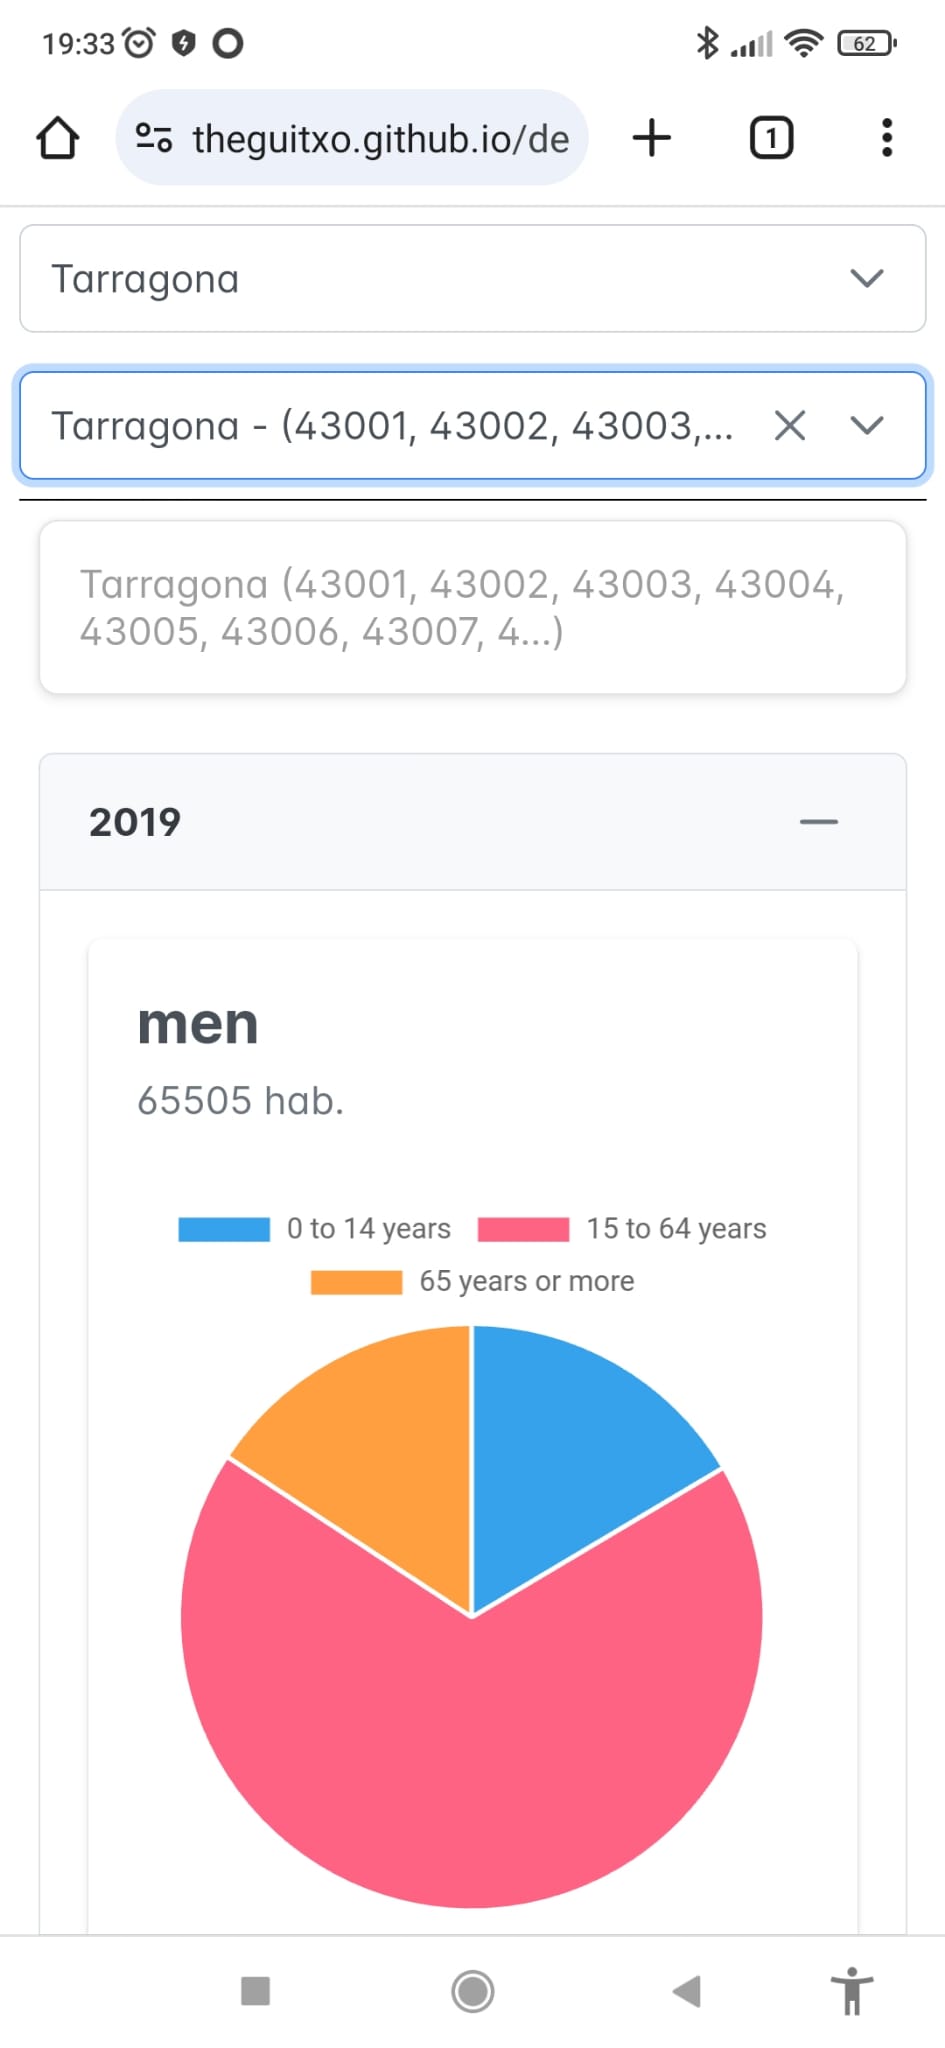 19:33
62
theguitxo.github.io/de
1
Tarragona
Tarragona - (43001, 43002, 43003,...
Tarragona (43001, 43002, 43003, 43004,
43005, 43006, 43007, 4...)
2019
men
65505 hab.
0 to 14 years 15 to 64 years
65 years or more